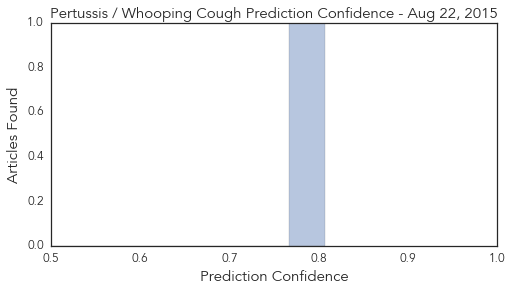 Pertussis / Whooping Cough Prediction Confidence - Aug 22, 2015
1.0
0.8
0.6
0.4
0.2
0.0
Articles Found
0.5 0.6 0.7 0.8 0.9 1.0
Prediction Confidence